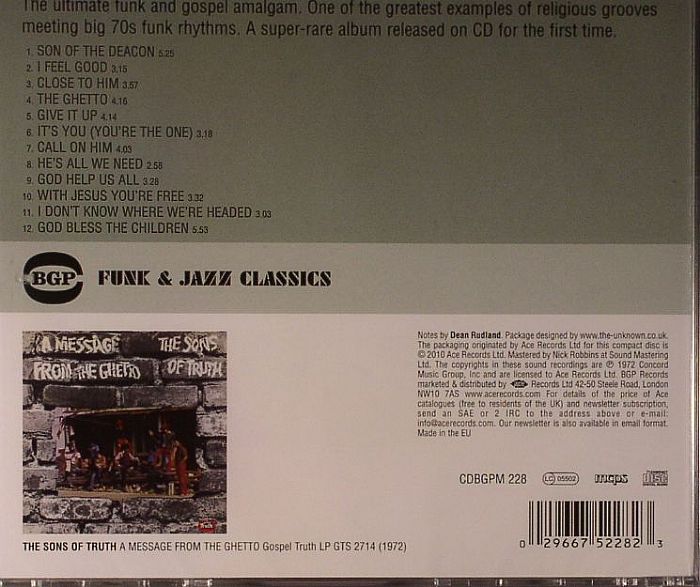 The ultimate funk and gospel amalgam. One of the greatest examples of religious grooves
meeting big 70s funk rhythms. A super-rare album released on CD for the first time.
1. SON OF THE DEACON 5.25
2. I FEEL GOOD 3.15
3. CLOSE TO HIM 3.57
4. THE GHETTO 4.16
5. GIVE IT UP 4.14
6. IT'S YOU (YOU'RE THE ONE) 3.18
7. CALL ON HIM 4.03
8. HE'S ALL WE NEED 2.58
9. GOD HELP US ALL 3.28
10. WITH JESUS YOU'RE FREE 3.32
11. I DON'T KNOW WHERE WE'RE HEADED 3.03
12. GOD BLESS THE CHILDREN 5.53
BGP FUNK & JAZZ CLASSICS
A MESSAGE THE SONS
FROM THE GHETTO OF TRUTH
Truth
THE SONS OF TRUTH A MESSAGE FROM THE GHETTO Gospel Truth LP GTS 2714 (1972)
Notes by Dean Rudland. Package designed by www.the-unknown.co.uk.
The packaging originated by Ace Records Ltd for this compact disc is
© 2010 Ace Records Ltd. Mastered by Nick Robbins at Sound Mastering
Ltd. The copyrights in these sound recordings are ℗ 1972 Concord
Music Group, Inc and are licensed to Ace Records Ltd. BGP Records
marketed & distributed by ACE Records Ltd 42-50 Steele Road, London
NW10 7AS www.acerecords.com For details of the price of Ace
catalogues (free to residents of the UK) and newsletter subscription,
send an SAE or 2 IRC to the address above or e-mail:
info@acerecords.com. Our newsletter is also available in email format.
Made in the EU
CDBGPM 228 LC 05502 mcps COMPACT disc DIGITAL AUDIO
0 29667 52282 3